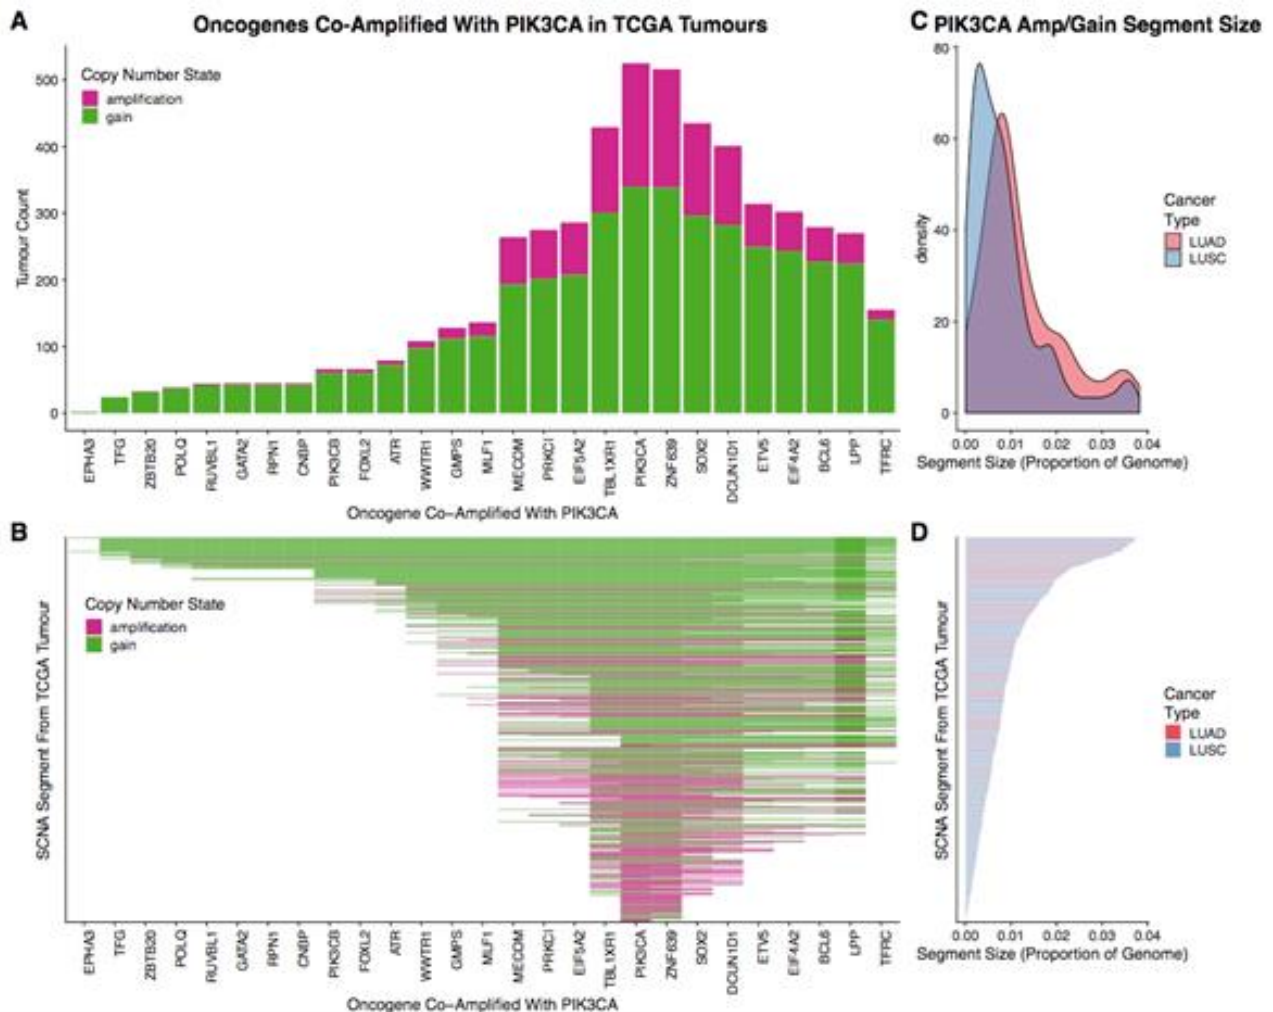 A
Oncogenes Co-Amplified With PIK3CA in TCGA Tumours
Copy Number State
amplification
gain
Tumour Count
500
400
300
200
100
0
EPHA3
TFG
ZBTB20
POLQ
RUVBL1
GATA2
RPN1
CNBP
PIK3CB
FOXL2
ATR
WWTR1
GMPS
MLF1
MECOM
PRKCI
EIF5A2
TBL1XR1
PIK3CA
ZNF639
SOX2
DCUN1D1
ETV5
EIF4A2
BCL6
LPP
TFRC
Oncogene Co–Amplified With PIK3CA
C
PIK3CA Amp/Gain Segment Size
80
60
40
20
0
density
0.00 0.01 0.02 0.03 0.04
Segment Size (Proportion of Genome)
Cancer
Type
LUAD
LUSC
B
Copy Number State
amplification
gain
SCNA Segment From TCGA Tumour
EPHA3
TFG
ZBTB20
POLQ
RUVBL1
GATA2
RPN1
CNBP
PIK3CB
FOXL2
ATR
WWTR1
GMPS
MLF1
MECOM
PRKCI
EIF5A2
TBL1XR1
PIK3CA
ZNF639
SOX2
DCUN1D1
ETV5
EIF4A2
BCL6
LPP
TFRC
Oncogene Co–Amplified With PIK3CA
D
SCNA Segment From TCGA Tumour
0.00 0.01 0.02 0.03 0.04
Segment Size (Proportion of Genome)
Cancer
Type
LUAD
LUSC